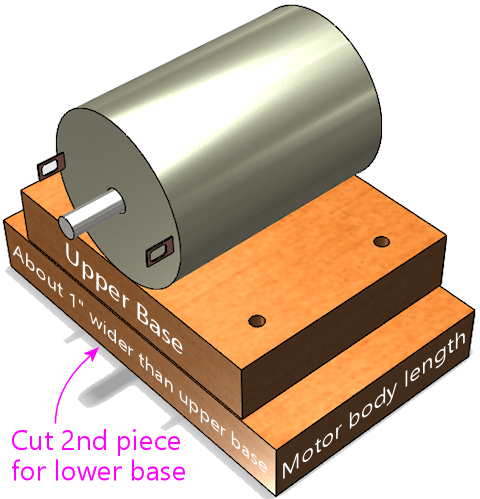 Upper Base
About 1" wider than upper base
Motor body length
Cut 2nd piece
for lower base